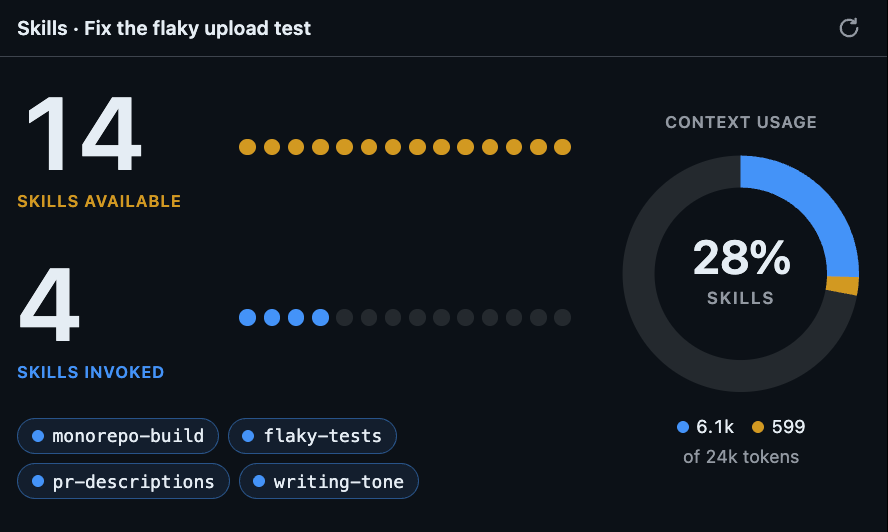 Skills · Fix the flaky upload test
14
SKILLS AVAILABLE
4
SKILLS INVOKED
monorepo-build
flaky-tests
pr-descriptions
writing-tone
CONTEXT USAGE
28%
SKILLS
6.1k 599
of 24k tokens